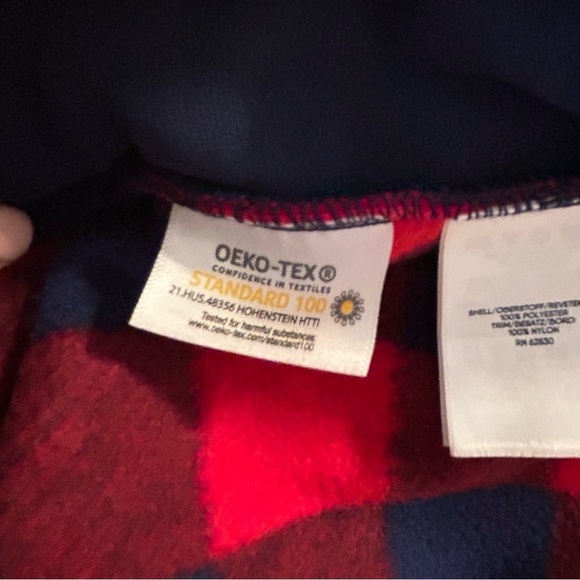 OEKO-TEX®
CONFIDENCE IN TEXTILES
STANDARD 100
21.HUS.48356 HOHENSTEIN HTTI
Tested for harmful substances
www.oeko-tex.com/standard100
SHELL/OBERSTOFF/REVETE
100% POLYESTER
TRIM/BESATZ/BORD
100% NYLON
RN 62830